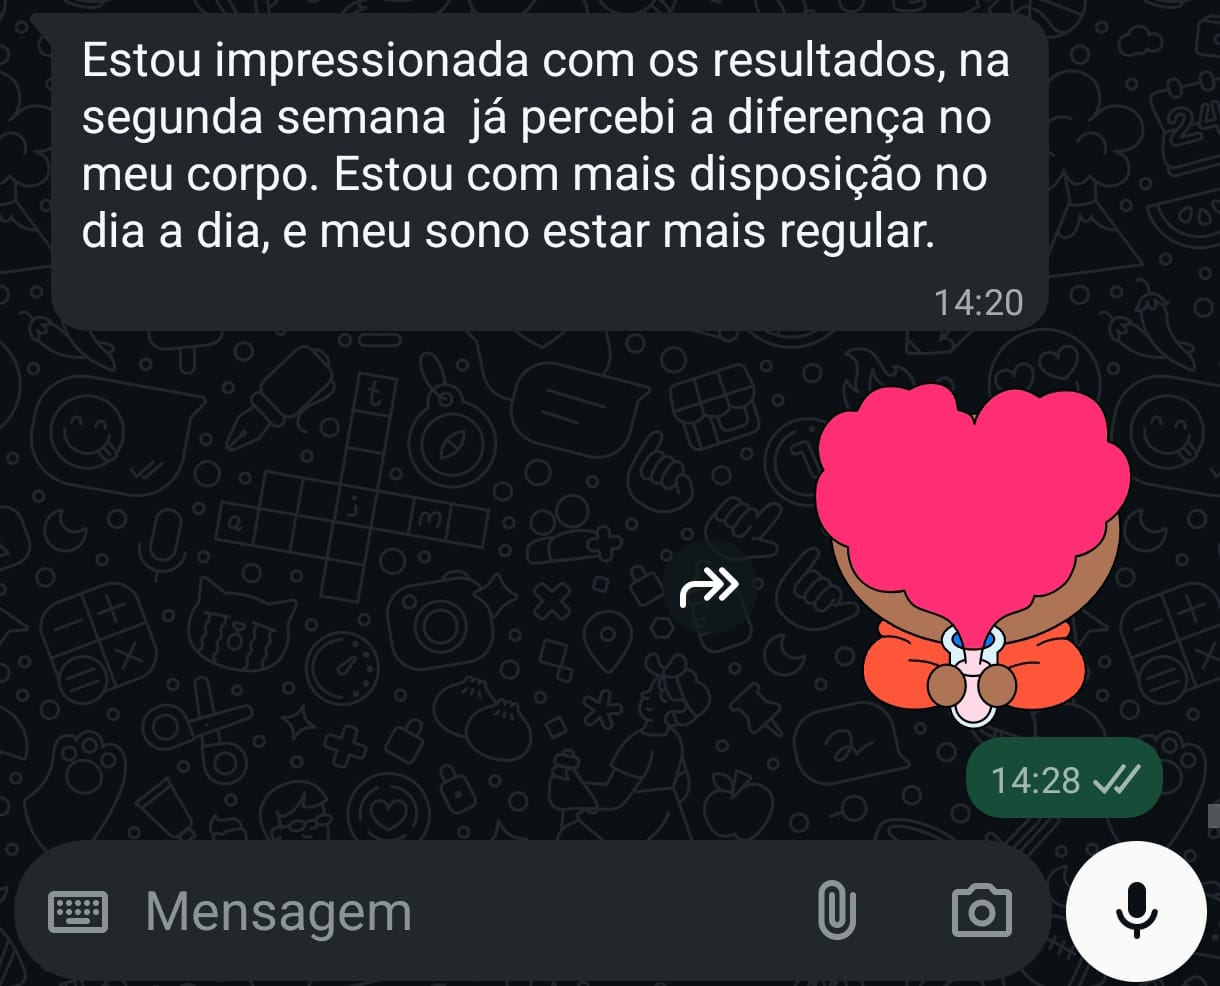 Estou impressionada com os resultados, na
segunda semana  já percebi a diferença no
meu corpo. Estou com mais disposição no
dia a dia, e meu sono estar mais regular.
14:20
14:28
Mensagem